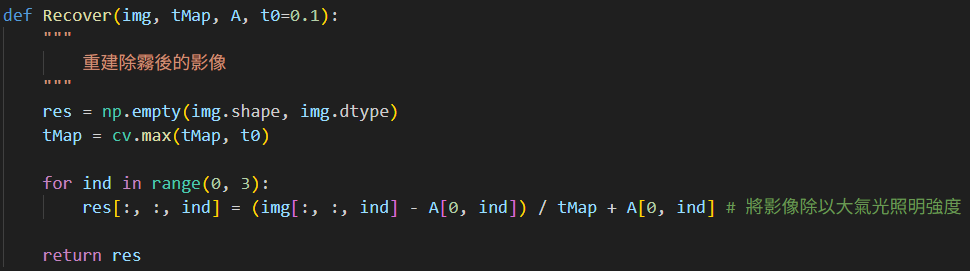 def Recover(img, tMap, A, t0=0.1):
    """
        重建除霧後的影像
    """
    res = np.empty(img.shape, img.dtype)
    tMap = cv.max(tMap, t0)

    for ind in range(0, 3):
        res[:, :, ind] = (img[:, :, ind] - A[0, ind]) / tMap + A[0, ind] # 將影像除以大氣光照明強度

    return res